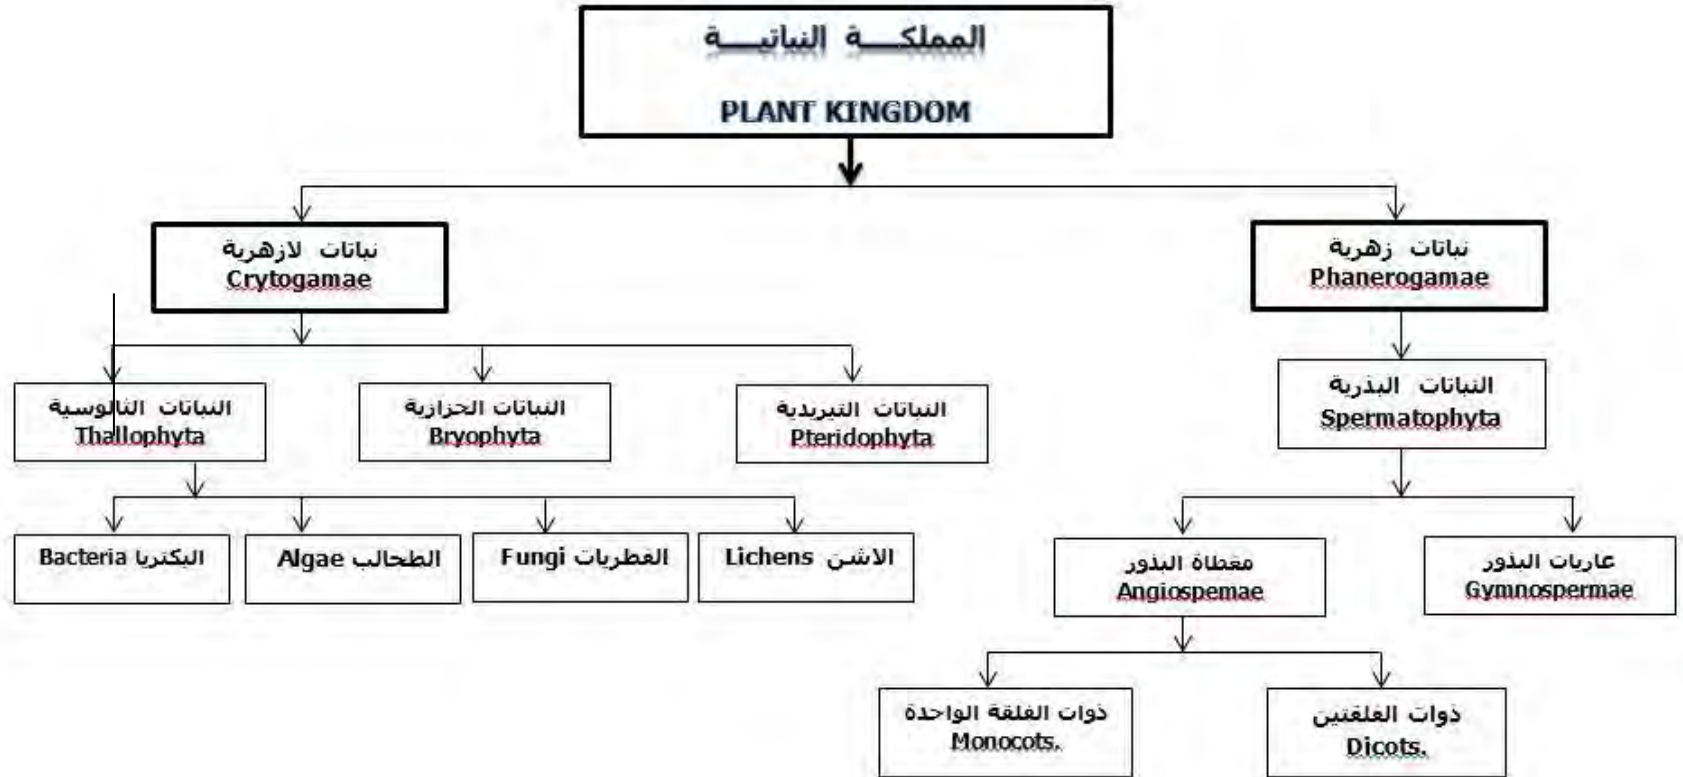 المملكة النباتية
PLANT KINGDOM
نباتات لازهرية
Crytogamae
نباتات زهرية
Phanerogamae
النباتات الثالوسية
Thallophyta
النباتات الحزازية
Bryophyta
النباتات التيريدية
Pteridophyta
النباتات البذرية
Spermatophyta
البكتريا Bacteria
الطحالب Algae
الفطريات Fungi
الاشن Lichens
مغطاة البذور
Angiospemae
عاريات البذور
Gymnospermae
ذوات الفلقة الواحدة
Monocots.
ذوات الفلقتين
Dicots.